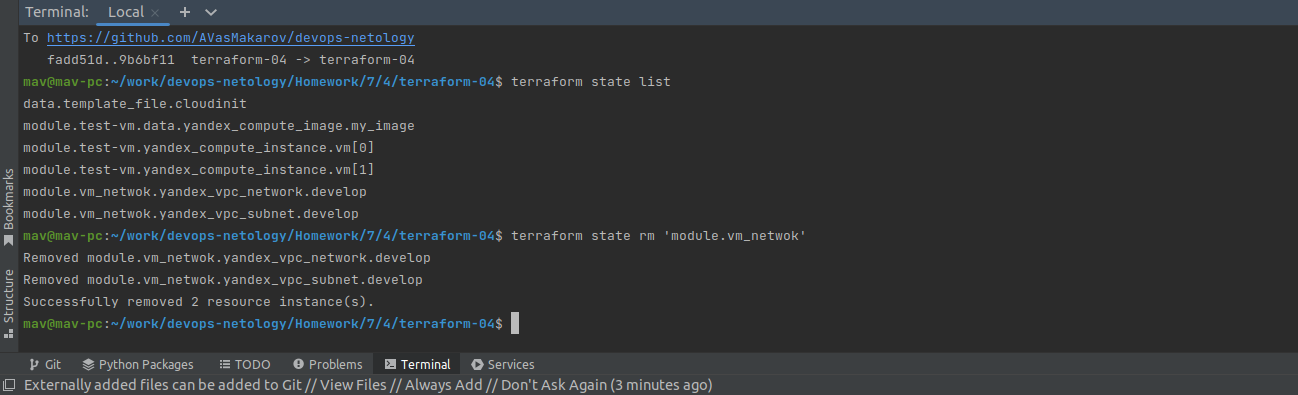 Terminal: Local × +
To https://github.com/AVasMakarov/devops-netology
fadd51d..9b6bf11  terraform-04 -> terraform-04
mav@mav-pc:~/work/devops-netology/Homework/7/4/terraform-04$ terraform state list
data.template_file.cloudinit
module.test-vm.data.yandex_compute_image.my_image
module.test-vm.yandex_compute_instance.vm[0]
module.test-vm.yandex_compute_instance.vm[1]
module.vm_netwok.yandex_vpc_network.develop
module.vm_netwok.yandex_vpc_subnet.develop
mav@mav-pc:~/work/devops-netology/Homework/7/4/terraform-04$ terraform state rm 'module.vm_netwok'
Removed module.vm_netwok.yandex_vpc_network.develop
Removed module.vm_netwok.yandex_vpc_subnet.develop
Successfully removed 2 resource instance(s).
mav@mav-pc:~/work/devops-netology/Homework/7/4/terraform-04$
Bookmarks
Structure
Git Python Packages TODO Problems Terminal Services
Externally added files can be added to Git // View Files // Always Add // Don't Ask Again (3 minutes ago)